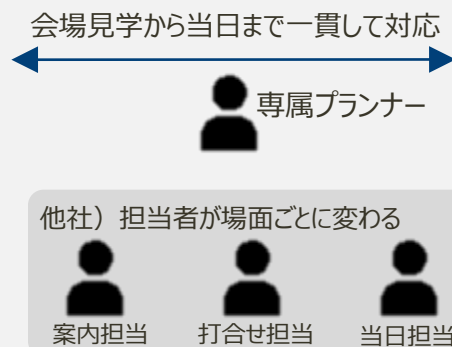 会場見学から当日まで一貫して対応
専属プランナー
他社）担当者が場面ごとに変わる
案内担当 打合せ担当 当日担当